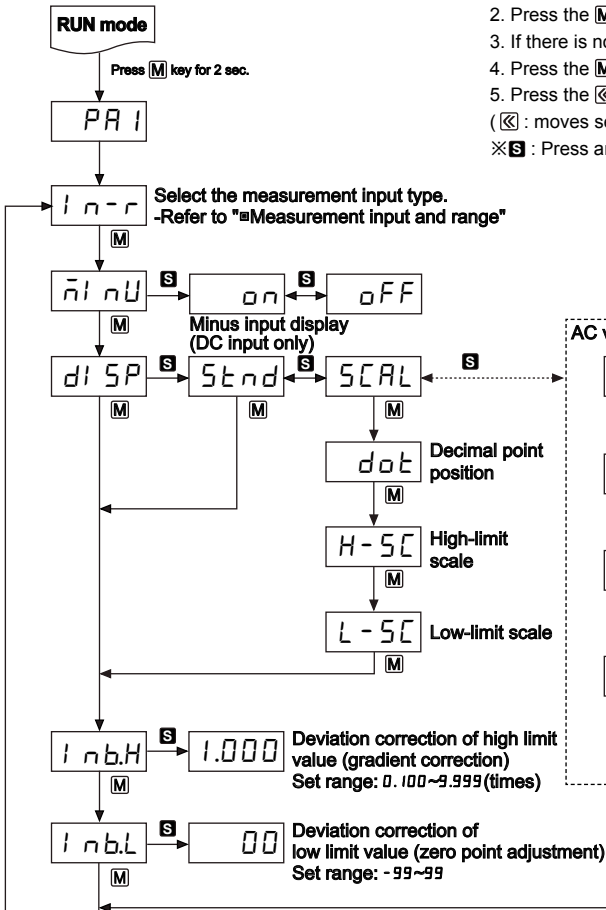 RUN mode
2. Press the M
3. If there is no
4. Press the M
5. Press the «
( « : moves se
※S : Press an
Press M key for 2 sec.
PA1
In-r
Select the measurement input type.
-Refer to "▣Measurement input and range"
M
mInU S on S oFF
M
Minus input display
(DC input only)
AC v
dISP S Stnd S SCAL S
M M M
dot
Decimal point
position
M
H-SC
High-limit
scale
M
L-SC Low-limit scale
M
Inb.H S 1.000
Deviation correction of high limit
value (gradient correction)
Set range: 0.100~9.999(times)
M
Inb.L S 00
Deviation correction of
low limit value (zero point adjustment)
Set range: -99~99
M